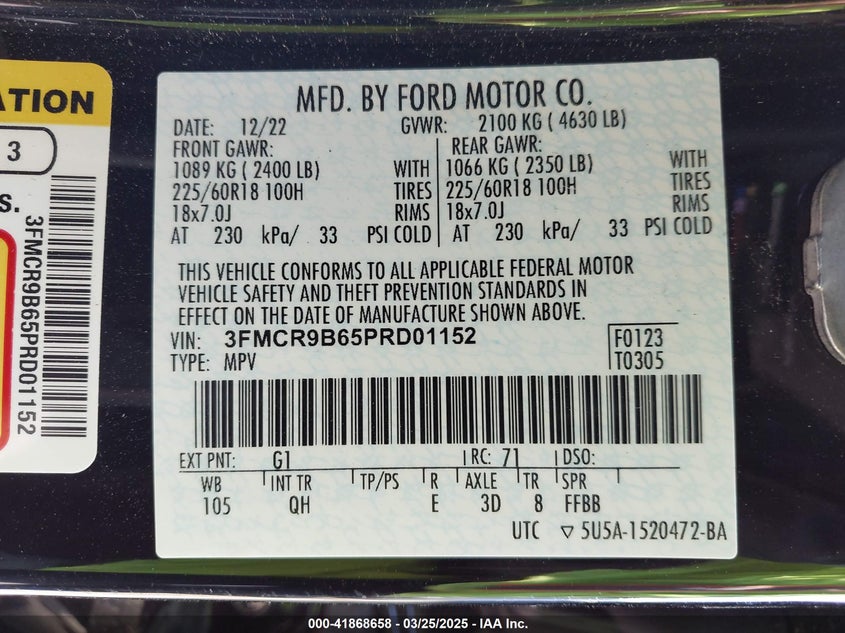 ATION
3
S.
3FMCR9B65PRD01152
MFD. BY FORD MOTOR CO.
DATE: 12/22 GVWR: 2100 KG ( 4630 LB)
FRONT GAWR: REAR GAWR:
1089 KG ( 2400 LB) WITH 1066 KG ( 2350 LB) WITH
225/60R18 100H TIRES 225/60R18 100H TIRES
18x7.0J RIMS 18x7.0J RIMS
AT 230 kPa/ 33 PSI COLD AT 230 kPa/ 33 PSI COLD
THIS VEHICLE CONFORMS TO ALL APPLICABLE FEDERAL MOTOR
VEHICLE SAFETY AND THEFT PREVENTION STANDARDS IN
EFFECT ON THE DATE OF MANUFACTURE SHOWN ABOVE.
VIN: 3FMCR9B65PRD01152 F0123
TYPE: MPV T0305
EXT PNT: G1 RC: 71 DSO:
WB INT TR TP/PS R AXLE TR SPR
105 QH E 3D 8 FFBB
UTC ▽ 5U5A-1520472-BA
OWNER: #41868658 — 03/25/2025 — IAA, INC.